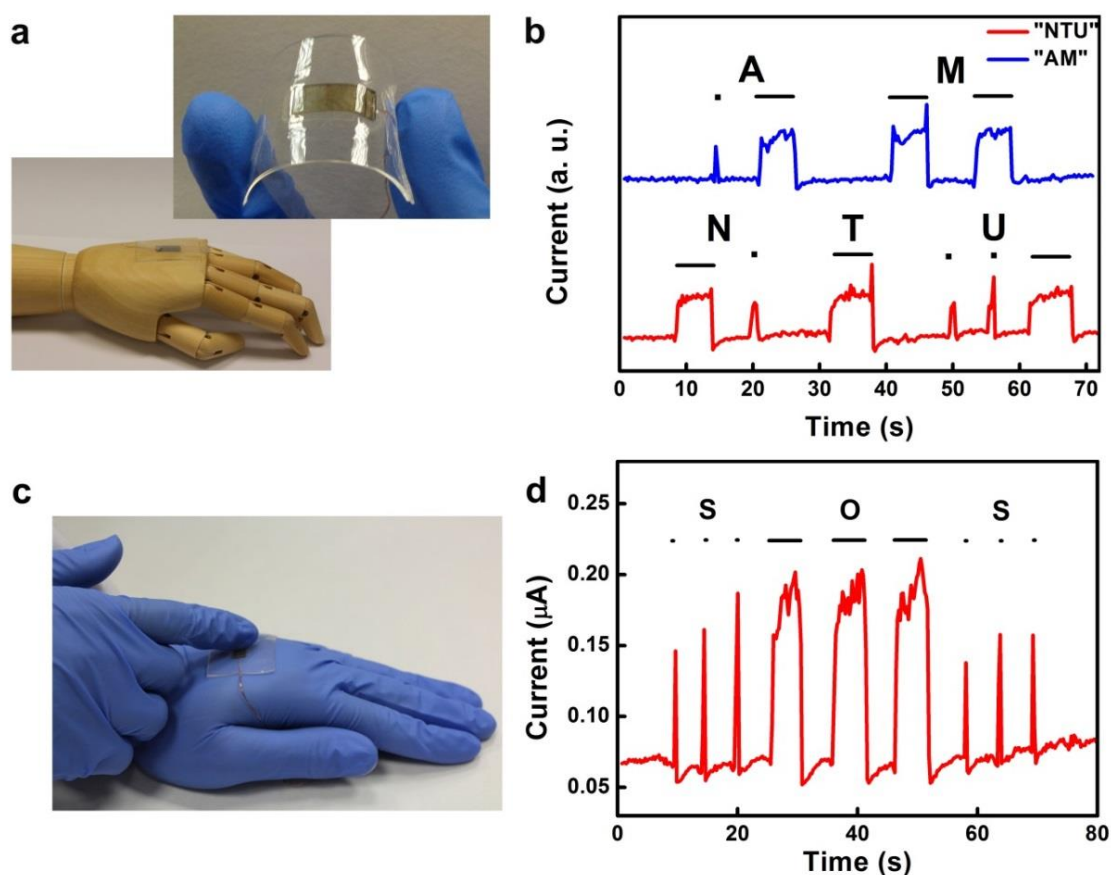 a
b
"NTU"
"AM"
A M
N T U
Current (a. u.)
0 10 20 30 40 50 60 70
Time (s)
c
d
S O S
0.25
0.20
0.15
0.10
0.05
Current (μA)
0 20 40 60 80
Time (s)